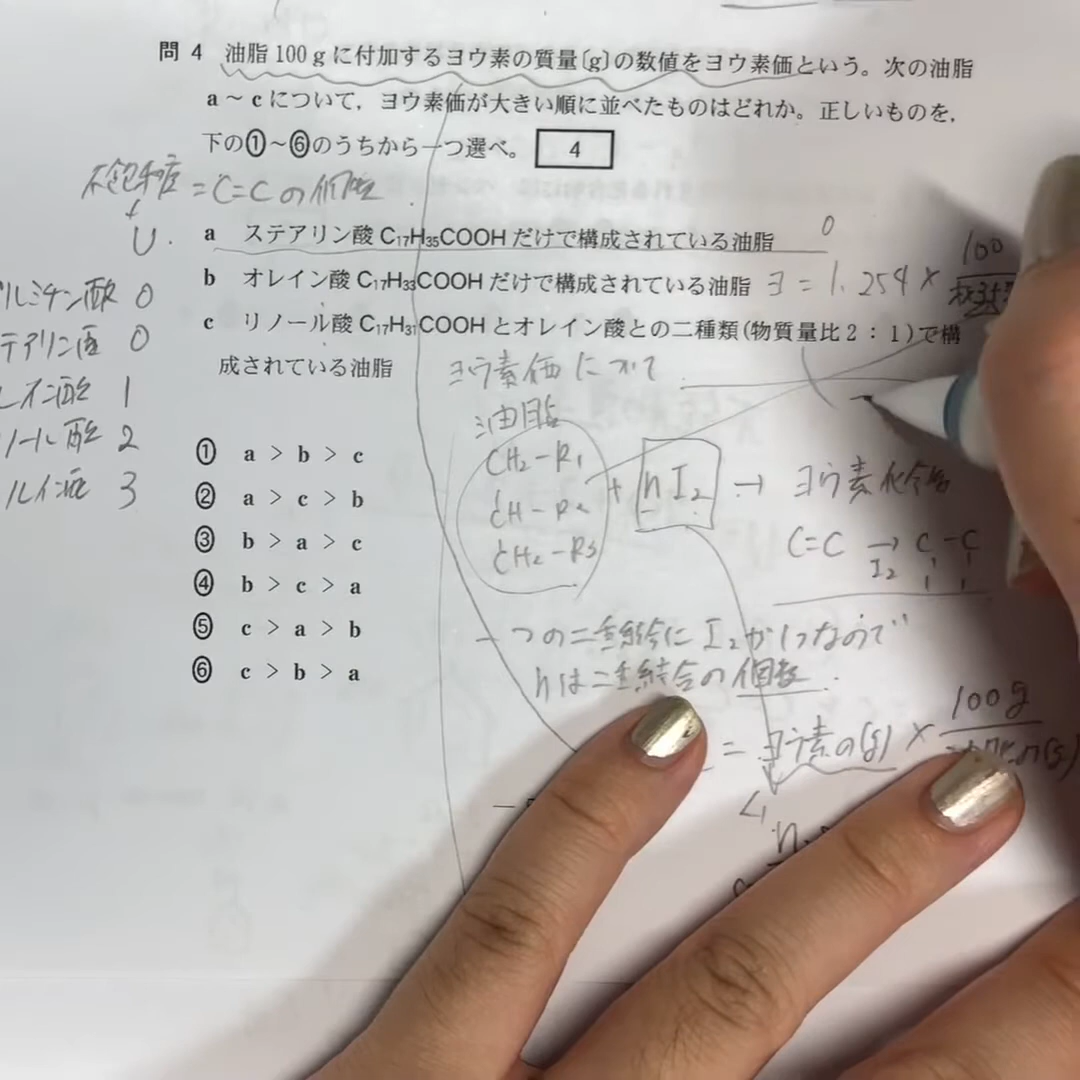 問 4 油脂 100 g に付加するヨウ素の質量〔g〕の数値をヨウ素価という。次の油脂
a ～ c について，ヨウ素価が大きい順に並べたものはどれか。正しいものを，
下の①～⑥のうちから一つ選べ。 4
不飽和度 = C=C の個数
U
a ステアリン酸 C17H35COOH だけで構成されている油脂 0
b オレイン酸 C17H33COOH だけで構成されている油脂 ヨ = 1.254 × 100
c リノール酸 C17H31COOH とオレイン酸との二種類(物質量比 2 : 1)で構
成されている油脂
ルミチン酸 0
テアリン酸 0
レイン酸 1
ノール酸 2
ルイン酸 3
① a > b > c
② a > c > b
③ b > a > c
④ b > c > a
⑤ c > a > b
⑥ c > b > a
ヨウ素価について
油脂
CH2-R1
CH-R2
CH2-R3
+ nI2 → ヨウ素化合物
C=C → C-C
I2
一つの二重結合に I2が1つなので
nは二重結合の個数
= ヨウ素の(g) × 100g